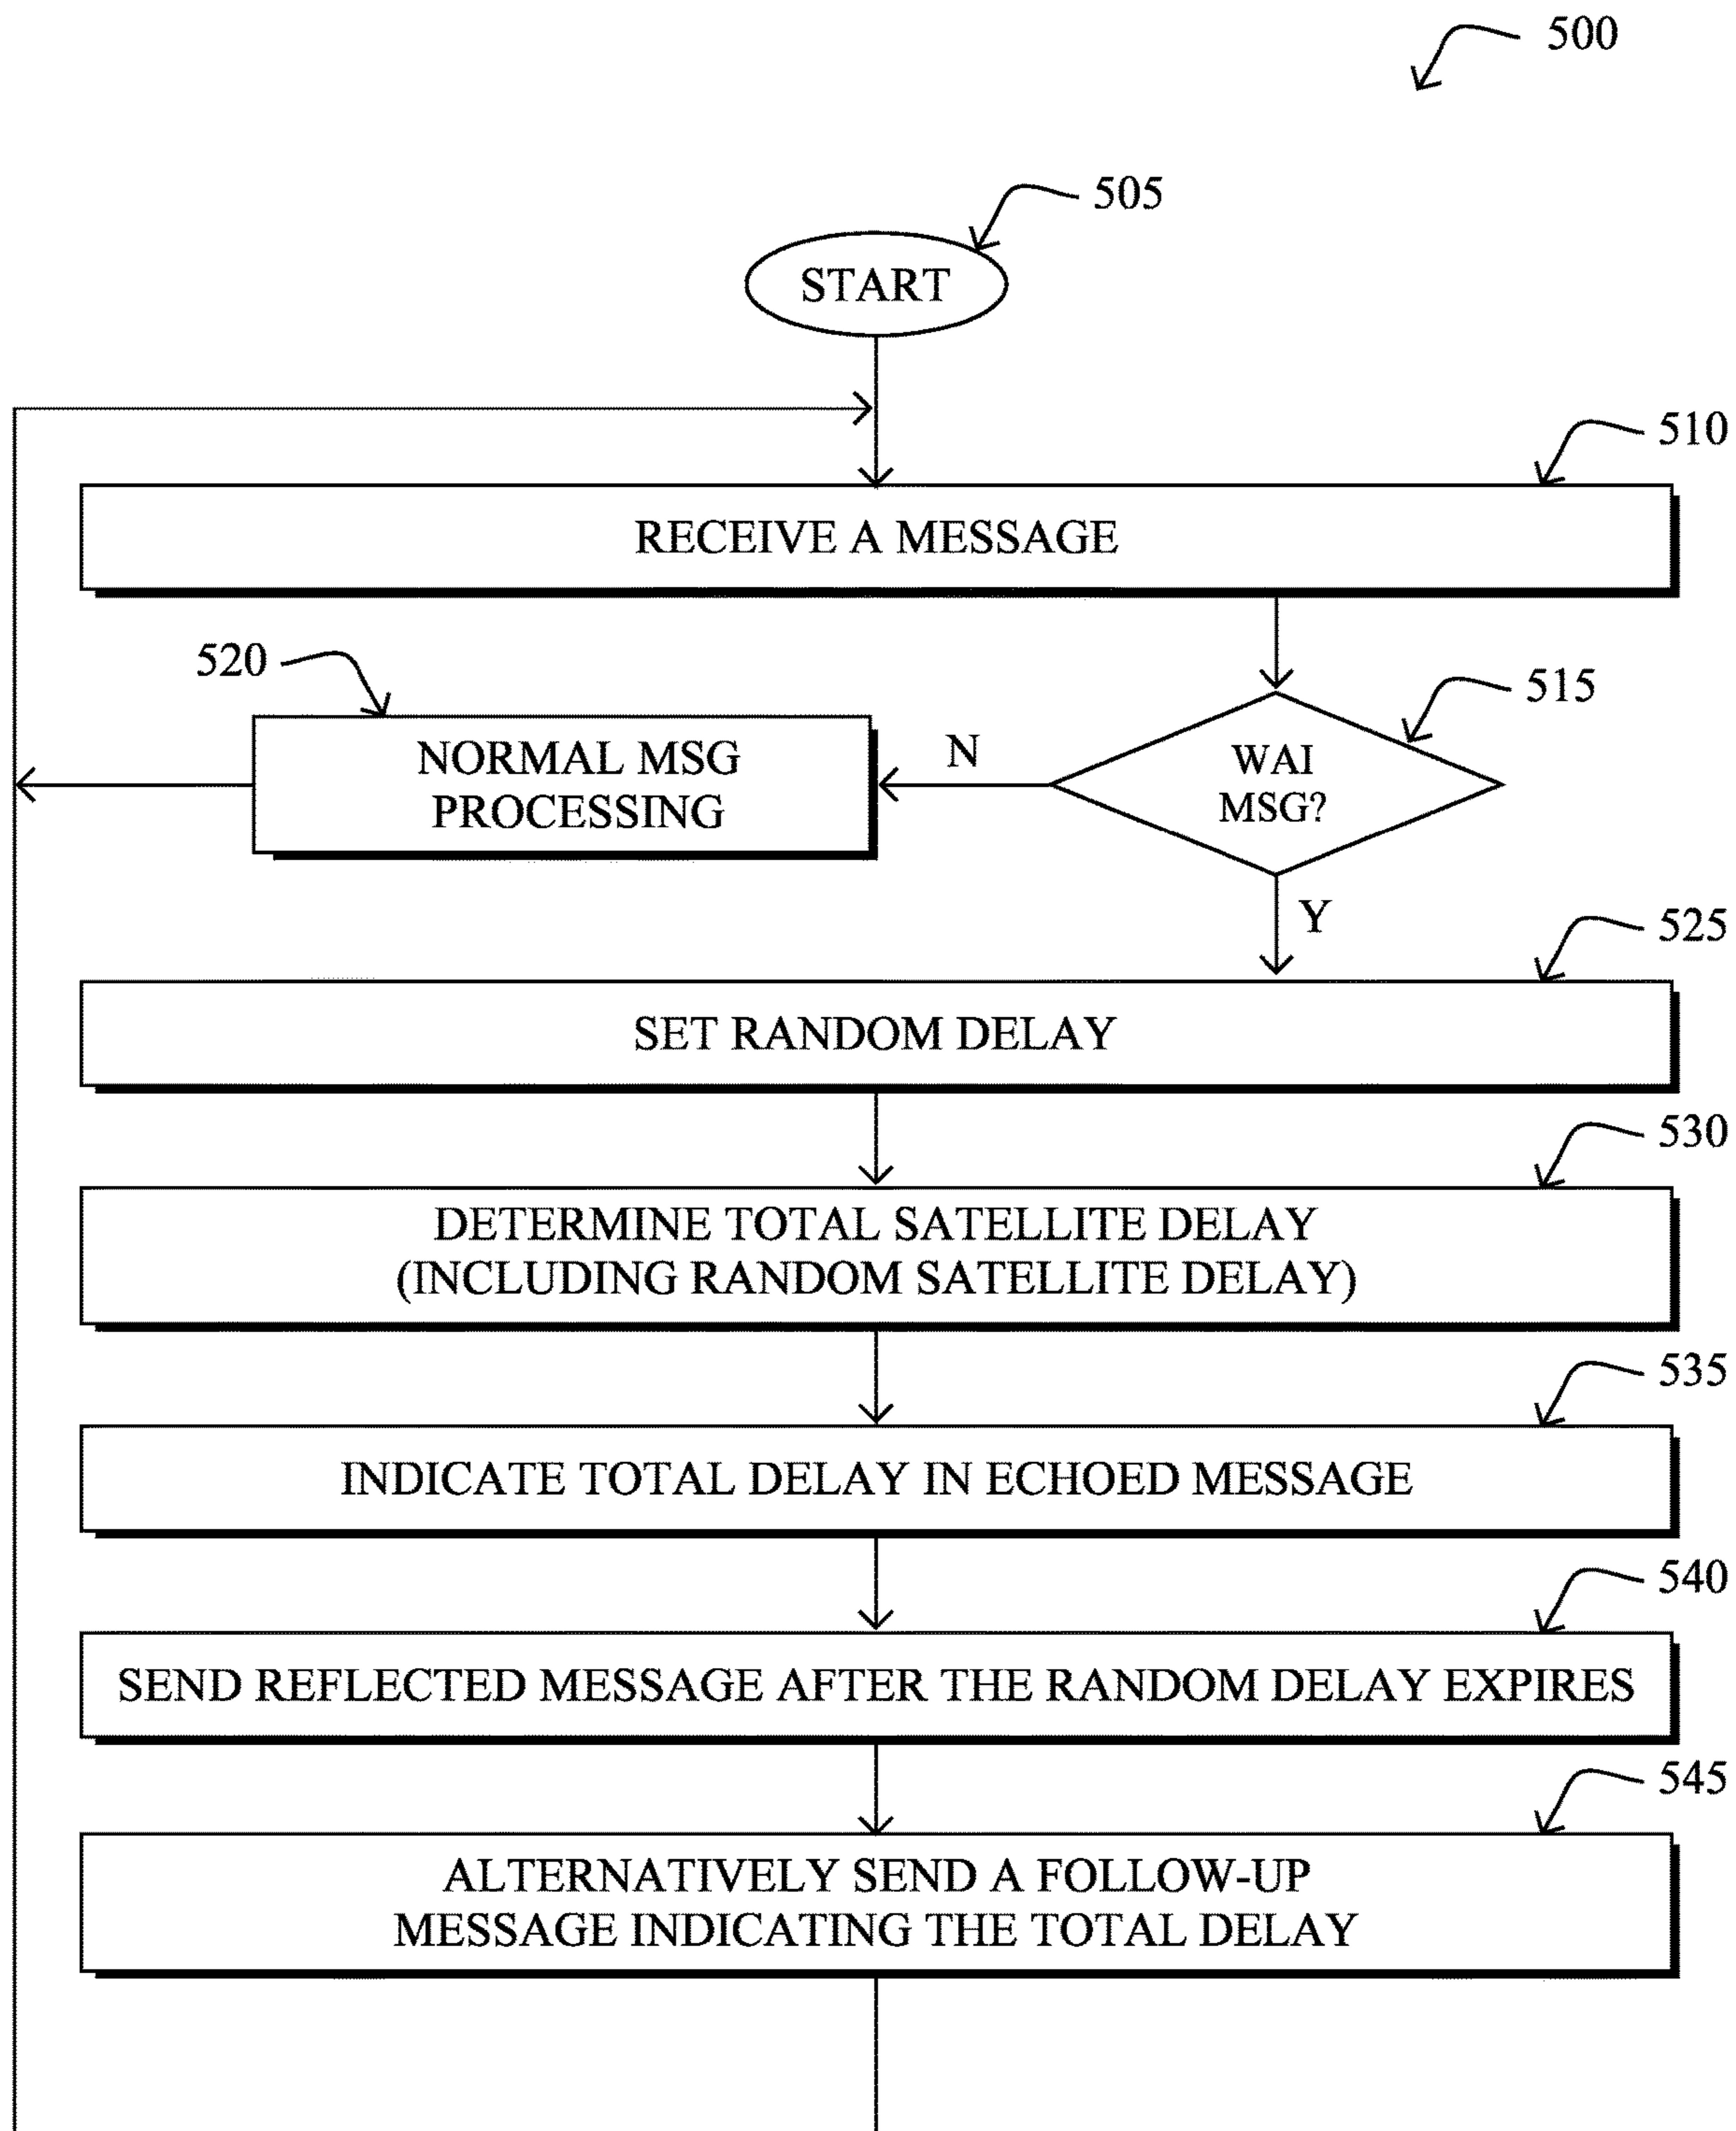 500
505
START
510
RECEIVE A MESSAGE
520
515
NORMAL MSG
PROCESSING
N
WAI
MSG?
Y
525
SET RANDOM DELAY
530
DETERMINE TOTAL SATELLITE DELAY
(INCLUDING RANDOM SATELLITE DELAY)
535
INDICATE TOTAL DELAY IN ECHOED MESSAGE
540
SEND REFLECTED MESSAGE AFTER THE RANDOM DELAY EXPIRES
545
ALTERNATIVELY SEND A FOLLOW-UP
MESSAGE INDICATING THE TOTAL DELAY